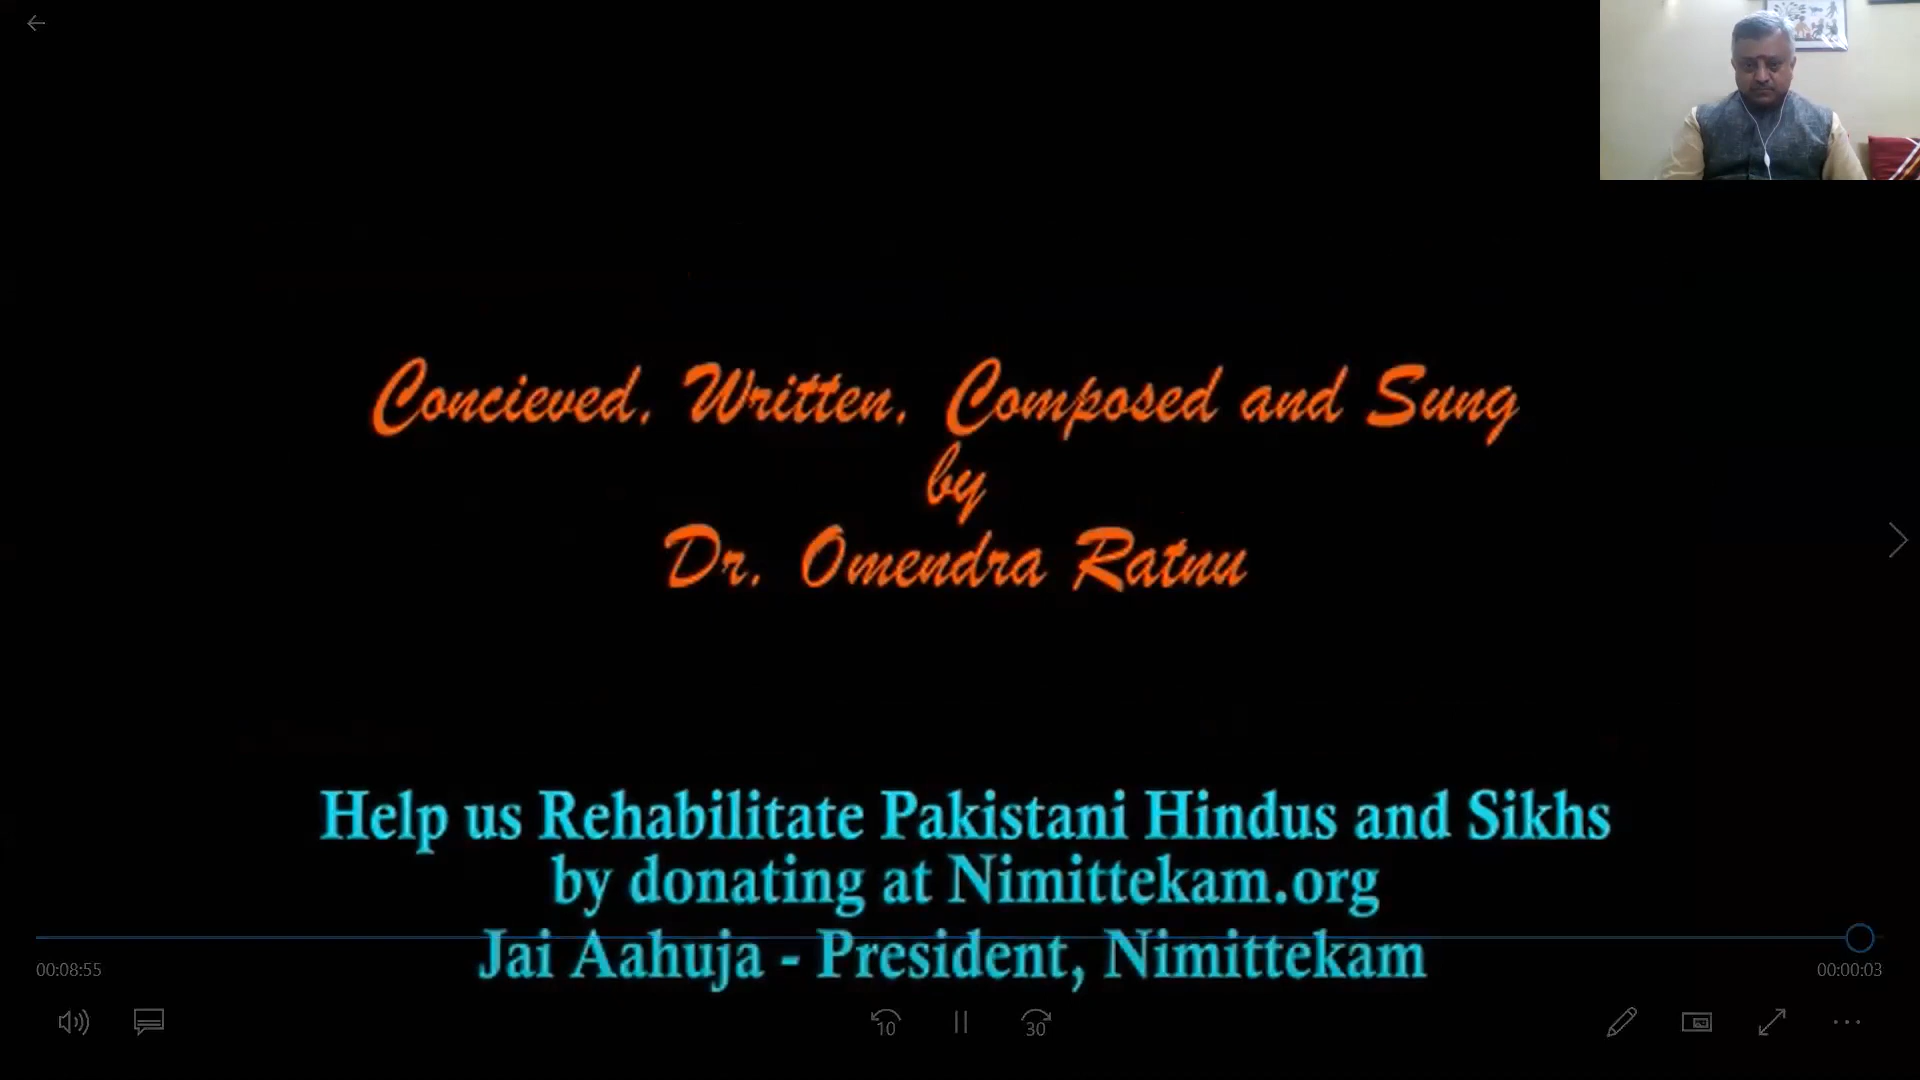 Concieved, Written, Composed and Sung
by
Dr. Omendra Ratnu
Help us Rehabilitate Pakistani Hindus and Sikhs
by donating at Nimittekam.org
Jai Aahuja - President, Nimittekam
00:08:55
00:00:03
10
30